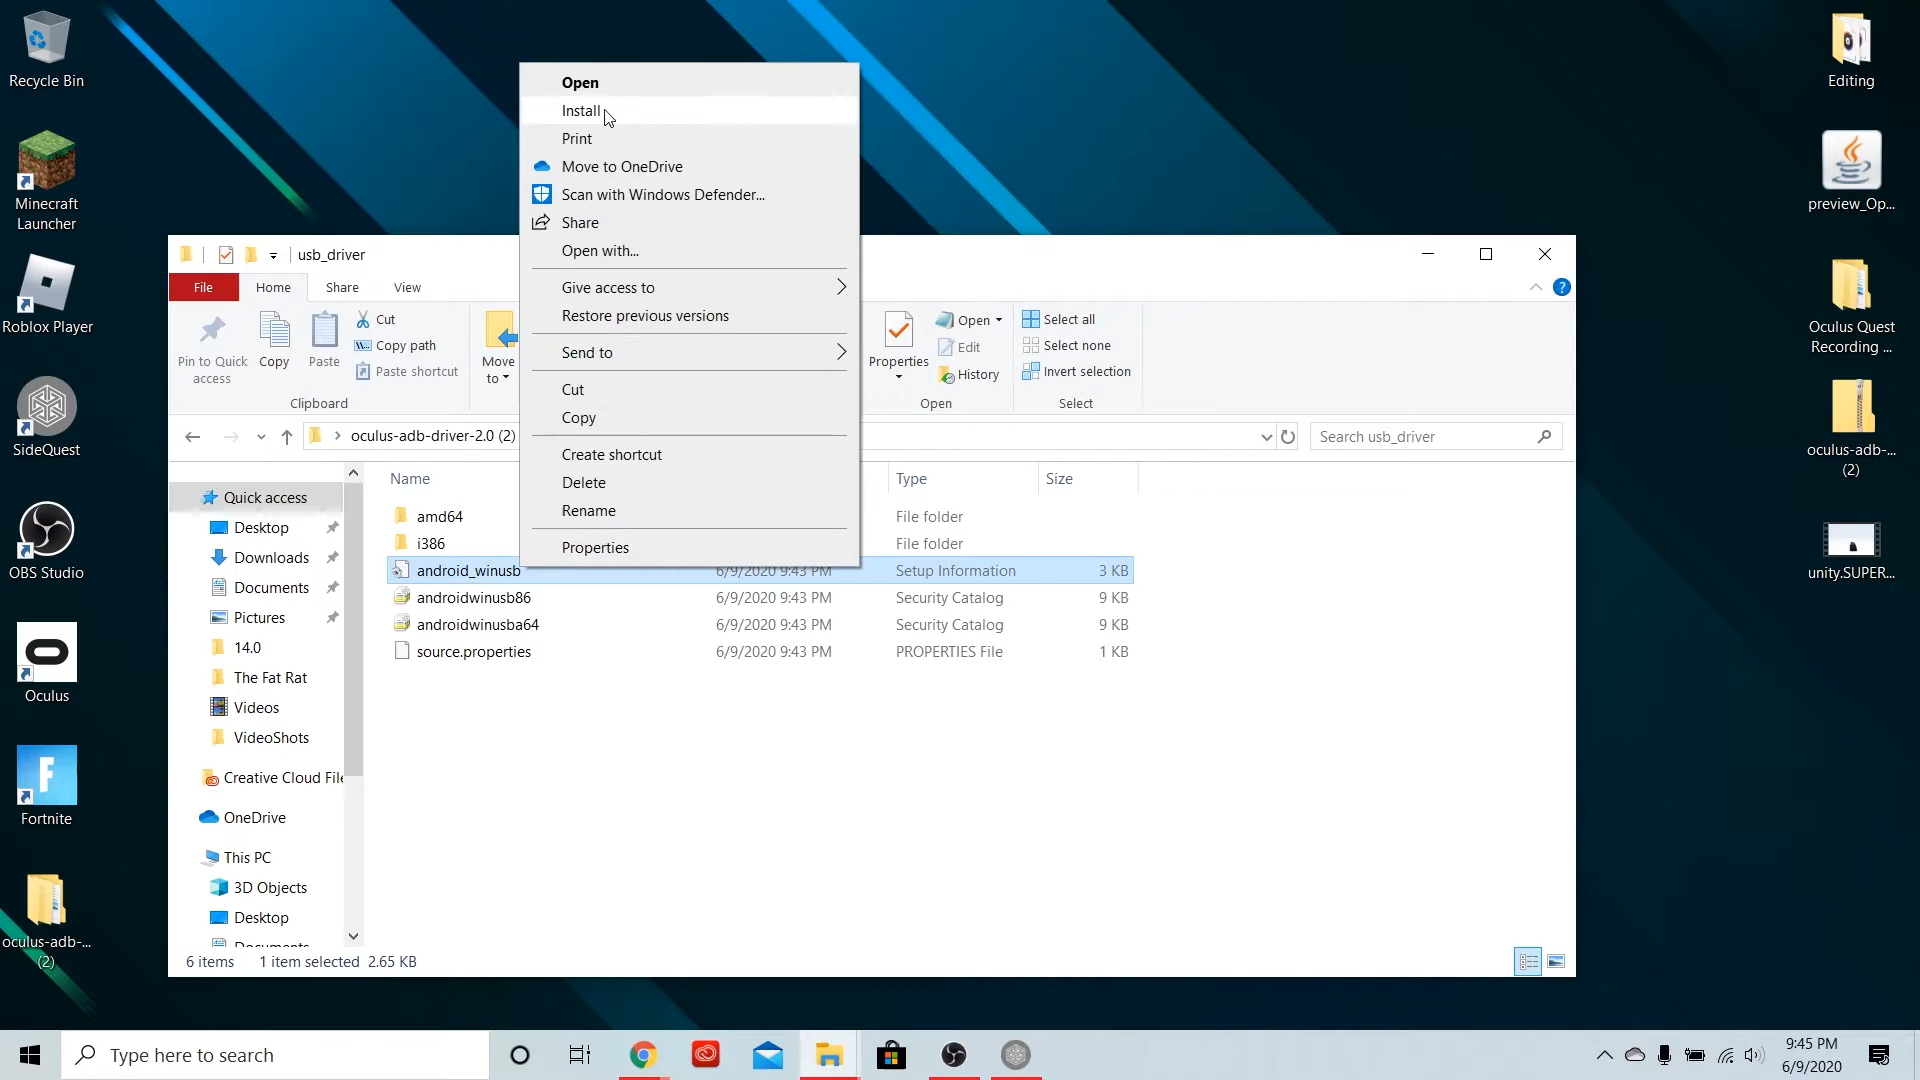 Recycle Bin
Minecraft
Launcher
Roblox Player
SideQuest
OBS Studio
Oculus
Fortnite
oculus-adb-...
(2)
Editing
preview_Op...
Oculus Quest
Recording ...
oculus-adb-...
(2)
unity.SUPER...
Open
Install
Print
Move to OneDrive
Scan with Windows Defender...
Share
Open with...
Give access to
Restore previous versions
Send to
Cut
Copy
Create shortcut
Delete
Rename
Properties
usb_driver
File
Home
Share
View
Pin to Quick
access
Copy
Paste
Cut
Copy path
Paste shortcut
Clipboard
Move
to
Properties
Open
Edit
History
Open
Select all
Select none
Invert selection
Select
oculus-adb-driver-2.0 (2)
Search usb_driver
Name
Type
Size
Quick access
Desktop
Downloads
Documents
Pictures
14.0
The Fat Rat
Videos
VideoShots
Creative Cloud File
OneDrive
This PC
3D Objects
Desktop
Documents
amd64
File folder
i386
File folder
android_winusb
6/9/2020 9:43 PM
Setup Information
3 KB
androidwinusb86
6/9/2020 9:43 PM
Security Catalog
9 KB
androidwinusba64
6/9/2020 9:43 PM
Security Catalog
9 KB
source.properties
6/9/2020 9:43 PM
PROPERTIES File
1 KB
6 items
1 item selected 2.65 KB
Type here to search
9:45 PM
6/9/2020